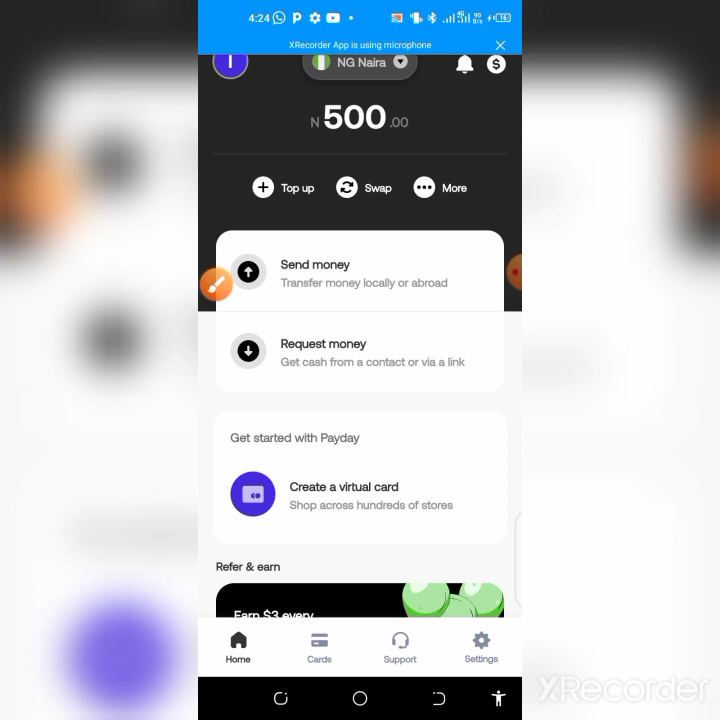 4:24
XRecorder App is using microphone
I
NG Naira
N 500.00
Top up
Swap
More
Send money
Transfer money locally or abroad
Request money
Get cash from a contact or via a link
Get started with Payday
Create a virtual card
Shop across hundreds of stores
Refer & earn
Earn $3 every
Home
Cards
Support
Settings
XRecorder